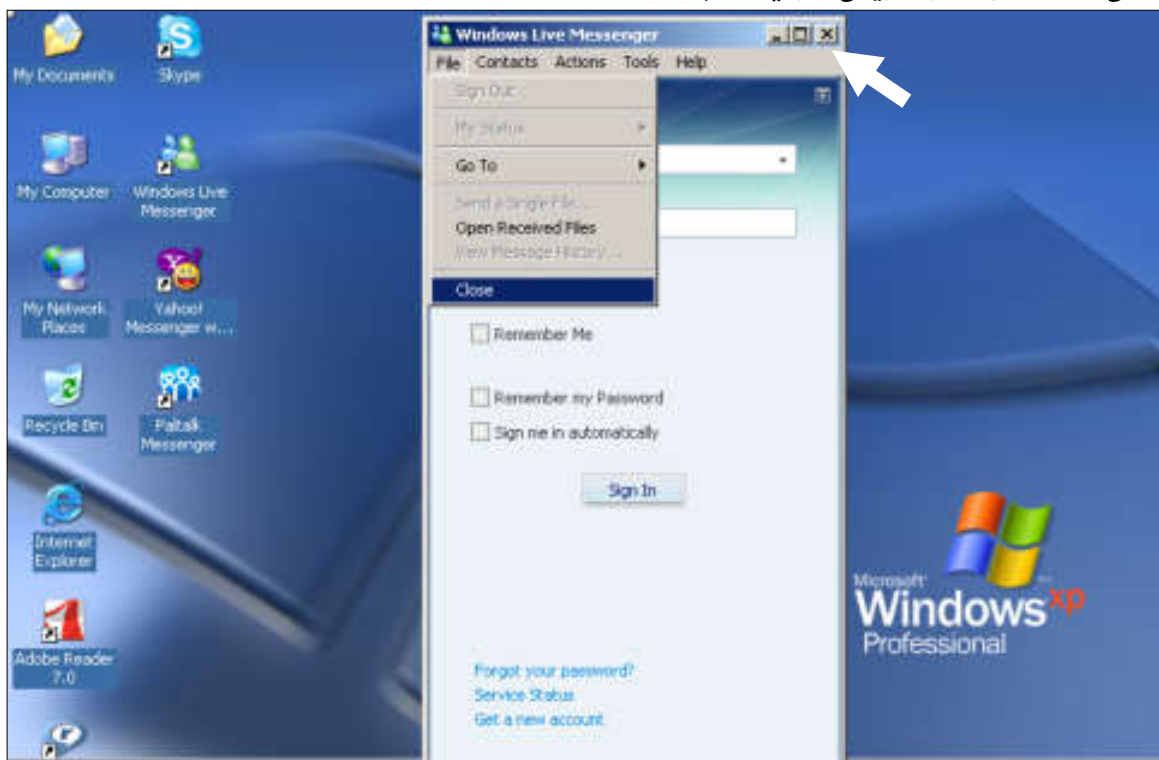 My Documents
Skype
My Computer
Windows Live
Messenger
My Network
Places
Yahoo!
Messenger w...
Recycle Bin
Paltalk
Messenger
Internet
Explorer
Adobe Reader
7.0
Windows Live Messenger
File Contacts Actions Tools Help
Sign Out
My Status
Go To
Send a Single File...
Open Received Files
View Message History...
Close
Remember Me
Remember my Password
Sign me in automatically
Sign In
Forgot your password?
Service Status
Get a new account
Microsoft
Windows xp
Professional